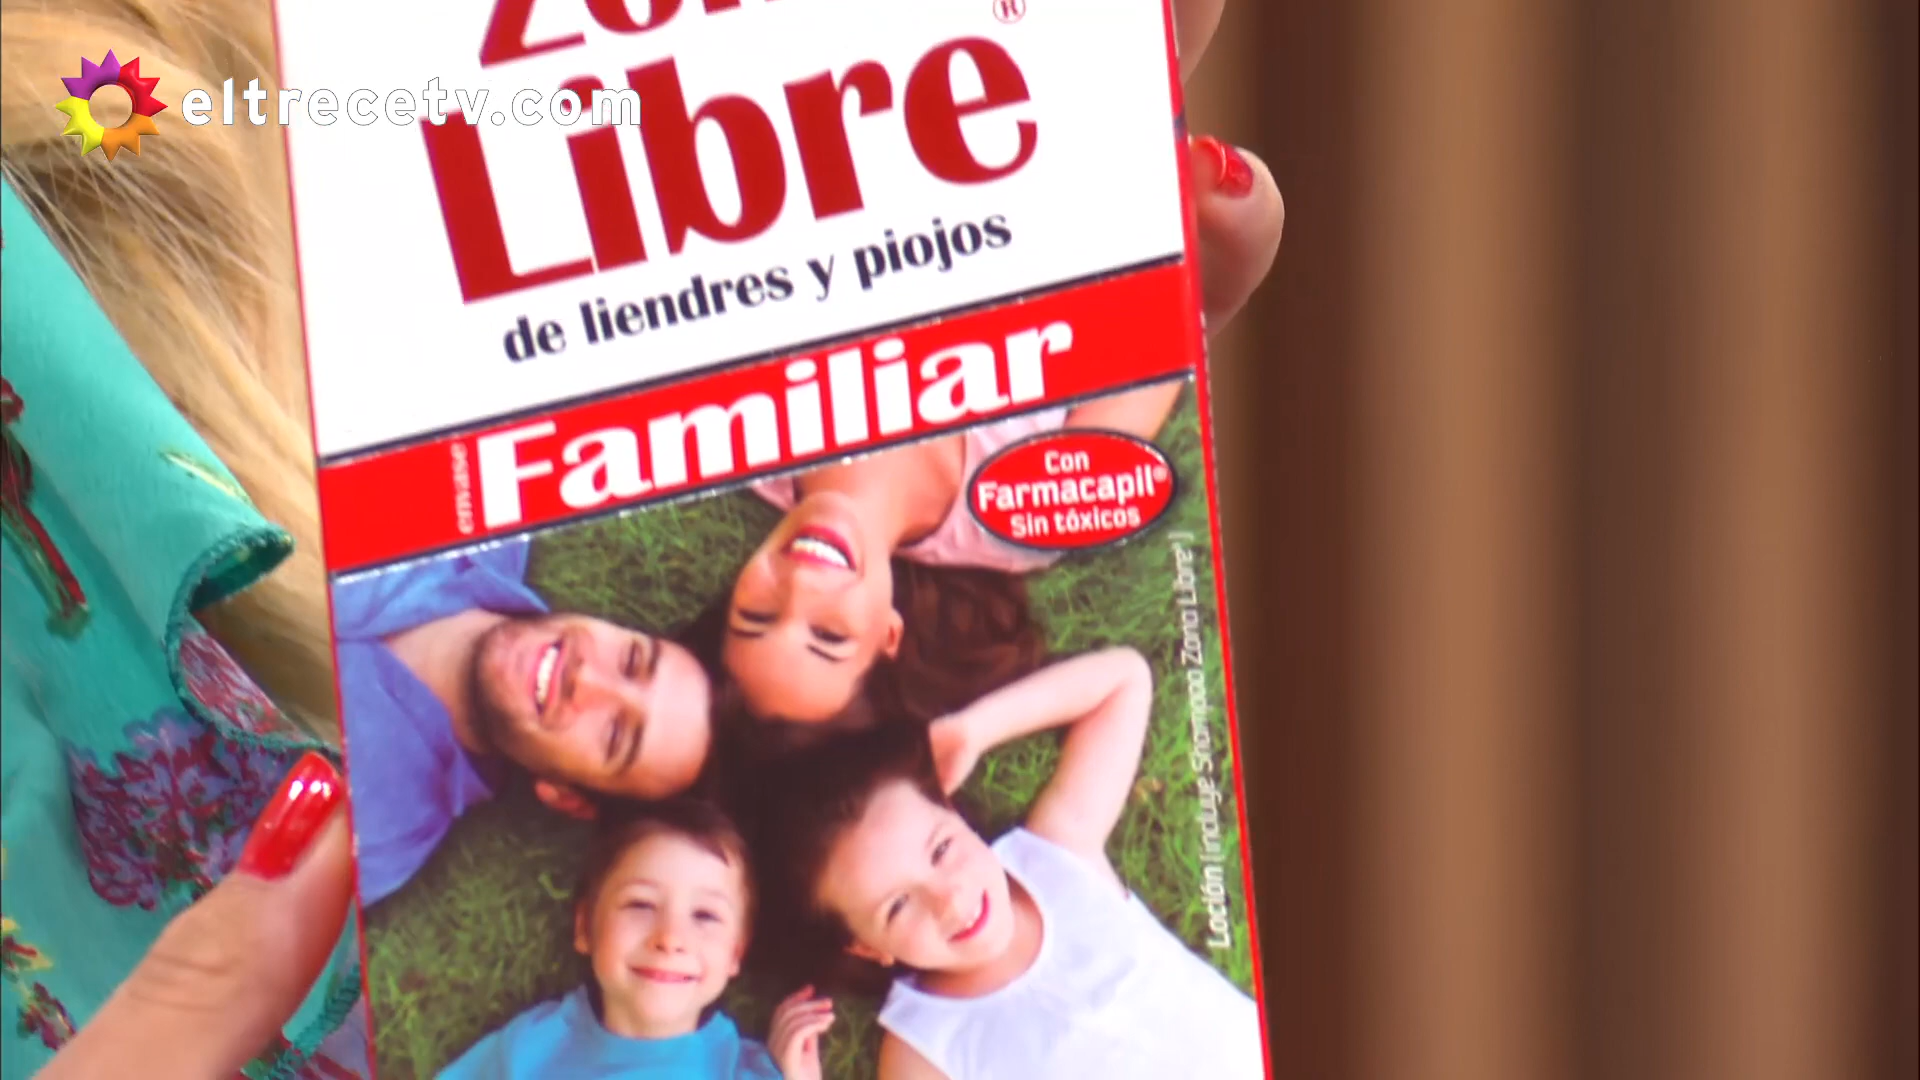 eltrecetv.com
Libre®
de liendres y piojos
envase Familiar
Con
Farmacapil®
Sin tóxicos
Loción [incluye Shampoo Zona Libre®]